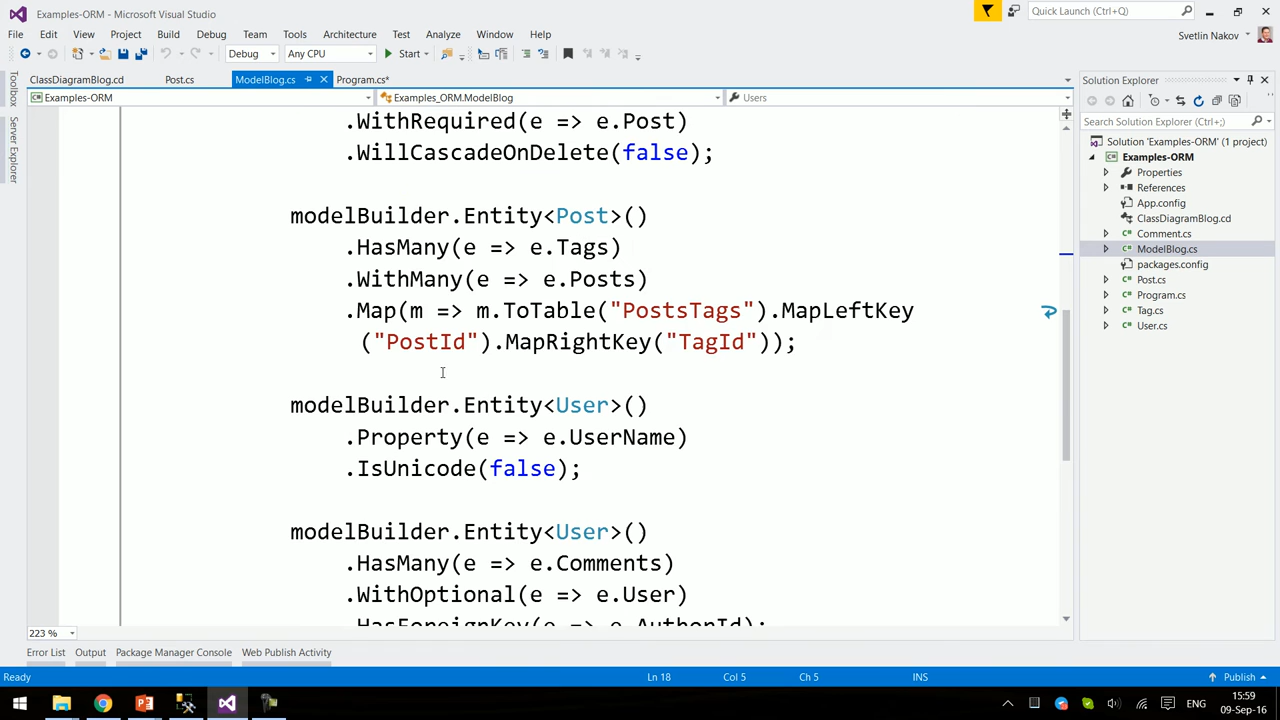 Examples-ORM - Microsoft Visual Studio
Quick Launch (Ctrl+Q)
File Edit View Project Build Debug Team Tools Architecture Test Analyze Window Help
Svetlin Nakov
Debug Any CPU Start
ClassDiagramBlog.cd Post.cs ModelBlog.cs Program.cs*
Examples-ORM Examples_ORM.ModelBlog Users
Toolbox
Server Explorer
.WithRequired(e => e.Post)
.WillCascadeOnDelete(false);
modelBuilder.Entity<Post>()
.HasMany(e => e.Tags)
.WithMany(e => e.Posts)
.Map(m => m.ToTable("PostsTags").MapLeftKey
("PostId").MapRightKey("TagId"));
modelBuilder.Entity<User>()
.Property(e => e.UserName)
.IsUnicode(false);
modelBuilder.Entity<User>()
.HasMany(e => e.Comments)
.WithOptional(e => e.User)
.HasForeignKey(e => e.AuthorId);
223 %
Solution Explorer
Search Solution Explorer (Ctrl+;)
Solution 'Examples-ORM' (1 project)
Examples-ORM
Properties
References
App.config
ClassDiagramBlog.cd
Comment.cs
ModelBlog.cs
packages.config
Post.cs
Program.cs
Tag.cs
User.cs
Error List Output Package Manager Console Web Publish Activity
Ready Ln 18 Col 5 Ch 5 INS Publish
ENG
15:59
09-Sep-16